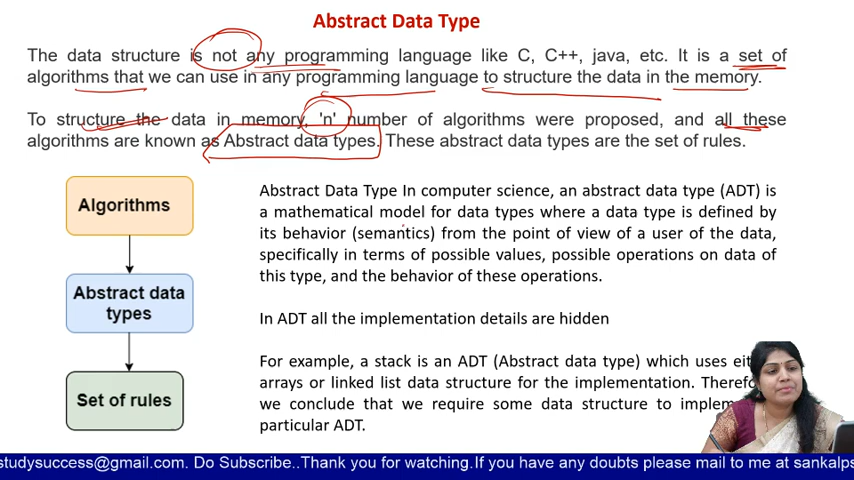 Abstract Data Type
The data structure is not any programming language like C, C++, java, etc. It is a set of
algorithms that we can use in any programming language to structure the data in the memory.
To structure the data in memory, 'n' number of algorithms were proposed, and all these
algorithms are known as Abstract data types. These abstract data types are the set of rules.
Algorithms
Abstract data
types
Set of rules
Abstract Data Type In computer science, an abstract data type (ADT) is
a mathematical model for data types where a data type is defined by
its behavior (semantics) from the point of view of a user of the data,
specifically in terms of possible values, possible operations on data of
this type, and the behavior of these operations.
In ADT all the implementation details are hidden
For example, a stack is an ADT (Abstract data type) which uses
arrays or linked list data structure for the implementation.
we conclude that we require some data structure to
particular ADT.
studysuccess@gmail.com. Do Subscribe..Thank you for watching.If you have any doubts please mail to me at sankalps